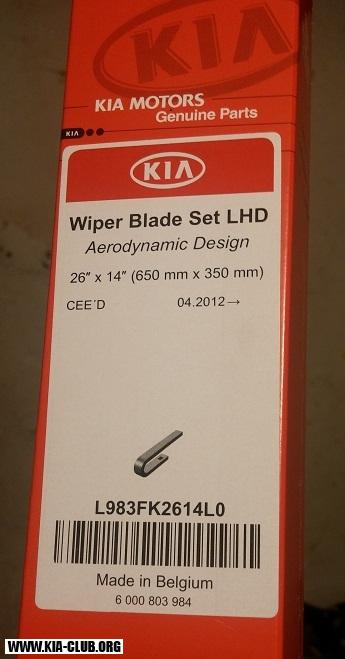 KIA
KIA MOTORS
Genuine Parts
KIA
KIA
Wiper Blade Set LHD
Aerodynamic Design
26″ x 14″ (650 mm x 350 mm)
CEE´D 04.2012→
L983FK2614L0
Made in Belgium
6 000 803 984
WWW.KIA-CLUB.ORG